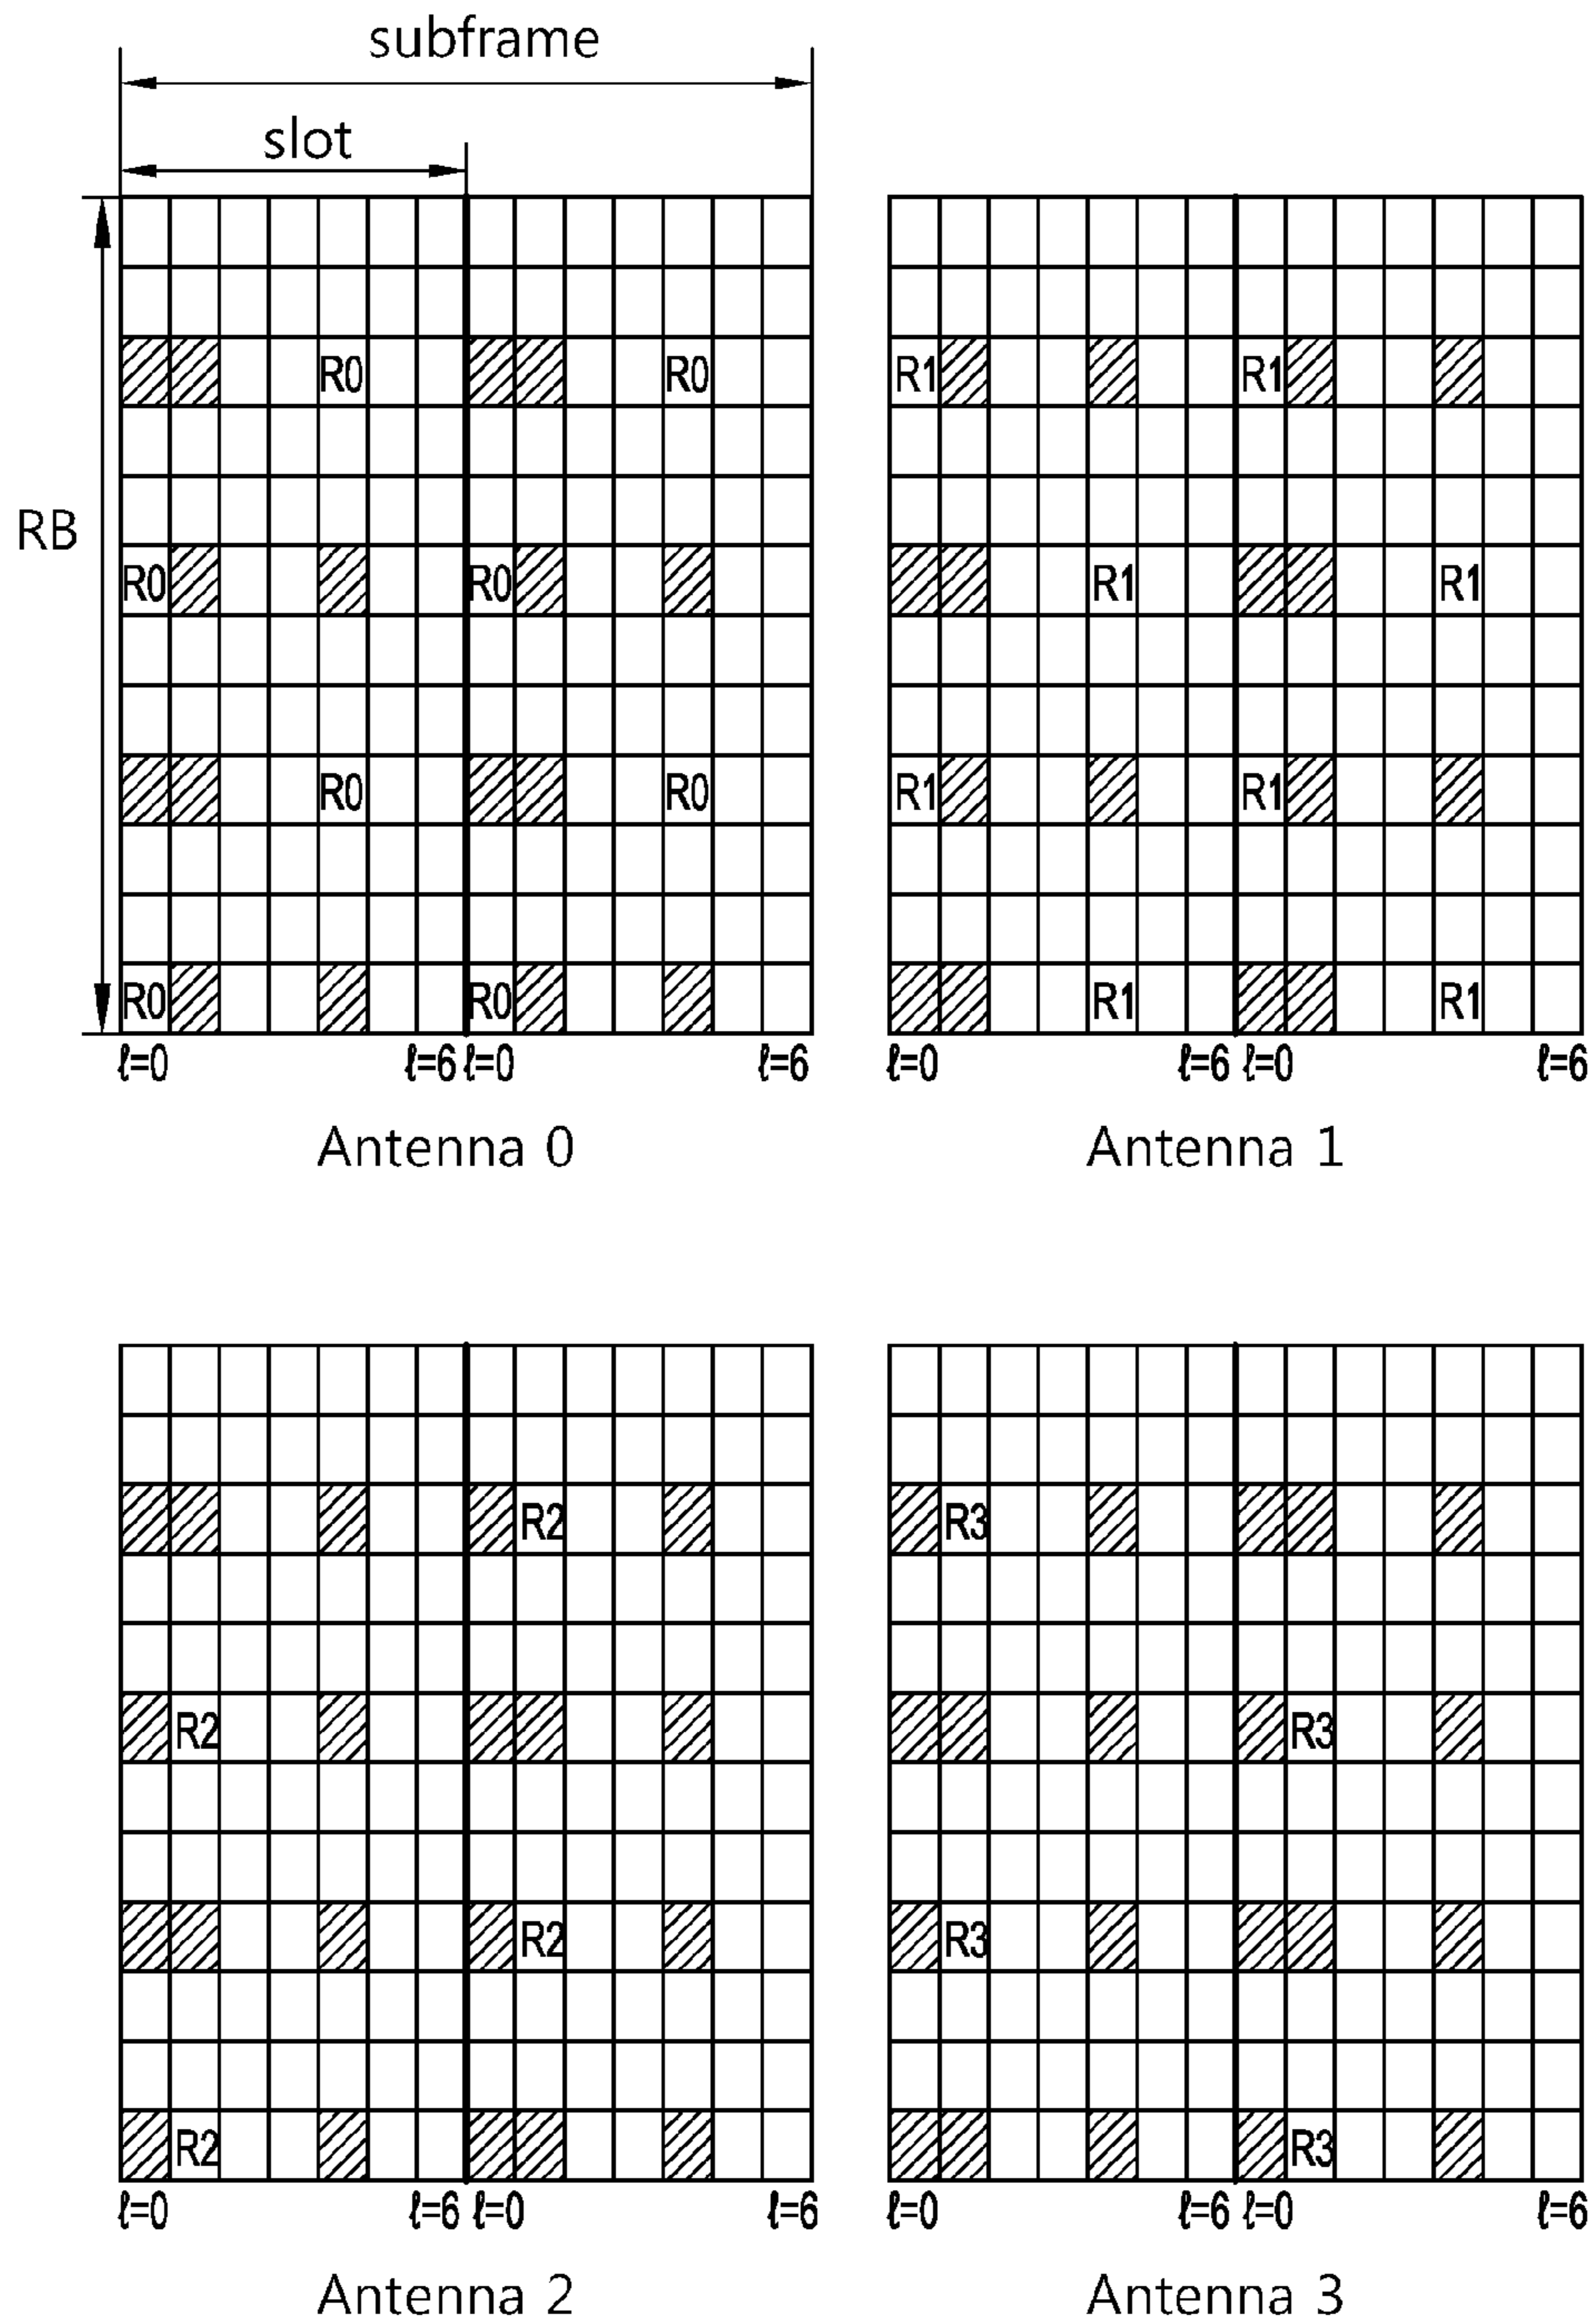 subframe
slot
RB
R0 R0
R0 R0
R0 R0
R0 R0
ℓ=0 ℓ=6 ℓ=0 ℓ=6
Antenna 0
R1 R1
R1 R1
R1 R1
R1 R1
ℓ=0 ℓ=6 ℓ=0 ℓ=6
Antenna 1
R2
R2
R2
R2
ℓ=0 ℓ=6 ℓ=0 ℓ=6
Antenna 2
R3
R3
R3
R3
ℓ=0 ℓ=6 ℓ=0 ℓ=6
Antenna 3